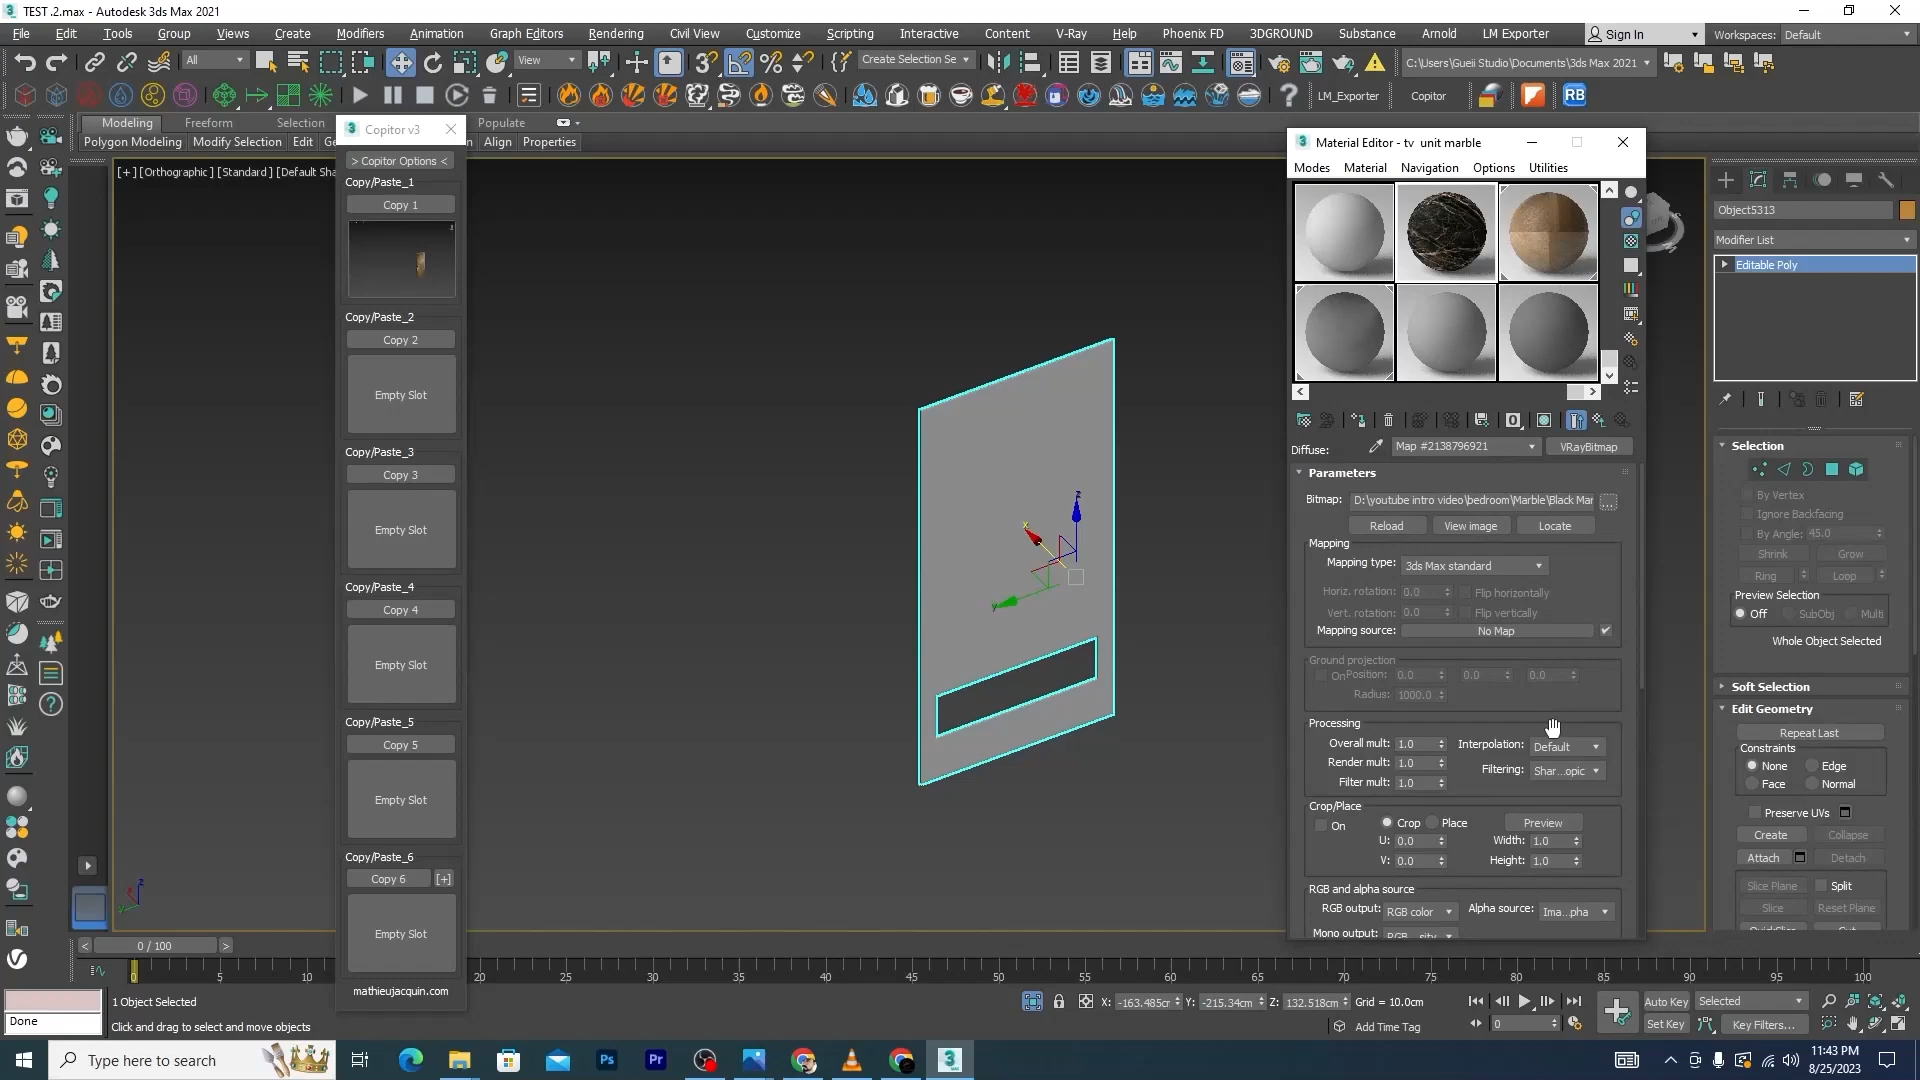 TEST .2.max - Autodesk 3ds Max 2021
File Edit Tools Group Views Create Modifiers Animation Graph Editors Rendering Civil View Customize Scripting Interactive Content V-Ray Help Phoenix FD 3DGROUND Substance Arnold LM Exporter Sign In Workspaces: Default
All View Create Selection Se C:\Users\Gueii Studio\Documents\3ds Max 2021
LM_Exporter Copitor RB
Modeling Freeform Selection Populate
Polygon Modeling Modify Selection Edit Align Properties
[+] [Orthographic] [Standard] [Default Sha
Copitor v3
> Copitor Options <
Copy/Paste_1
Copy 1
Copy/Paste_2
Copy 2
Empty Slot
Copy/Paste_3
Copy 3
Empty Slot
Copy/Paste_4
Copy 4
Empty Slot
Copy/Paste_5
Copy 5
Empty Slot
Copy/Paste_6
Copy 6 [+]
Empty Slot
mathieujacquin.com
z
x
y
Material Editor - tv unit marble
Modes Material Navigation Options Utilities
Diffuse: Map #2138796921 VRayBitmap
Parameters
Bitmap: D:\youtube intro video\bedroom\Marble\Black Mar ...
Reload View image Locate
Mapping
Mapping type: 3ds Max standard
Horiz. rotation: 0.0 Flip horizontally
Vert. rotation: 0.0 Flip vertically
Mapping source: No Map
Ground projection
On Position: 0.0 0.0 0.0
Radius: 1000.0
Processing
Overall mult: 1.0 Interpolation: Default
Render mult: 1.0
Filtering: Shar...opic
Filter mult: 1.0
Crop/Place
On Crop Place Preview
U: 0.0 Width: 1.0
V: 0.0 Height: 1.0
RGB and alpha source
RGB output: RGB color Alpha source: Ima...pha
Mono output:
Object5313
Modifier List
Editable Poly
Selection
By Vertex
Ignore Backfacing
By Angle: 45.0
Shrink Grow
Ring Loop
Preview Selection
Off SubObj Multi
Whole Object Selected
Soft Selection
Edit Geometry
Repeat Last
Constraints
None Edge
Face Normal
Preserve UVs
Create Collapse
Attach Detach
Slice Plane Split
Slice Reset Plane
QuickSlice Cut
< 0 / 100 >
0 5 10 20 25 30 35 40 45 50 55 60 65 70 75 80 85 90 95 100
1 Object Selected
Done
Click and drag to select and move objects
X: -163.485cr Y: -215.34cm Z: 132.518cm Grid = 10.0cm
Add Time Tag
0
Auto Key Selected
Set Key Key Filters...
Type here to search
Ps
Pr
3
11:43 PM
8/25/2023